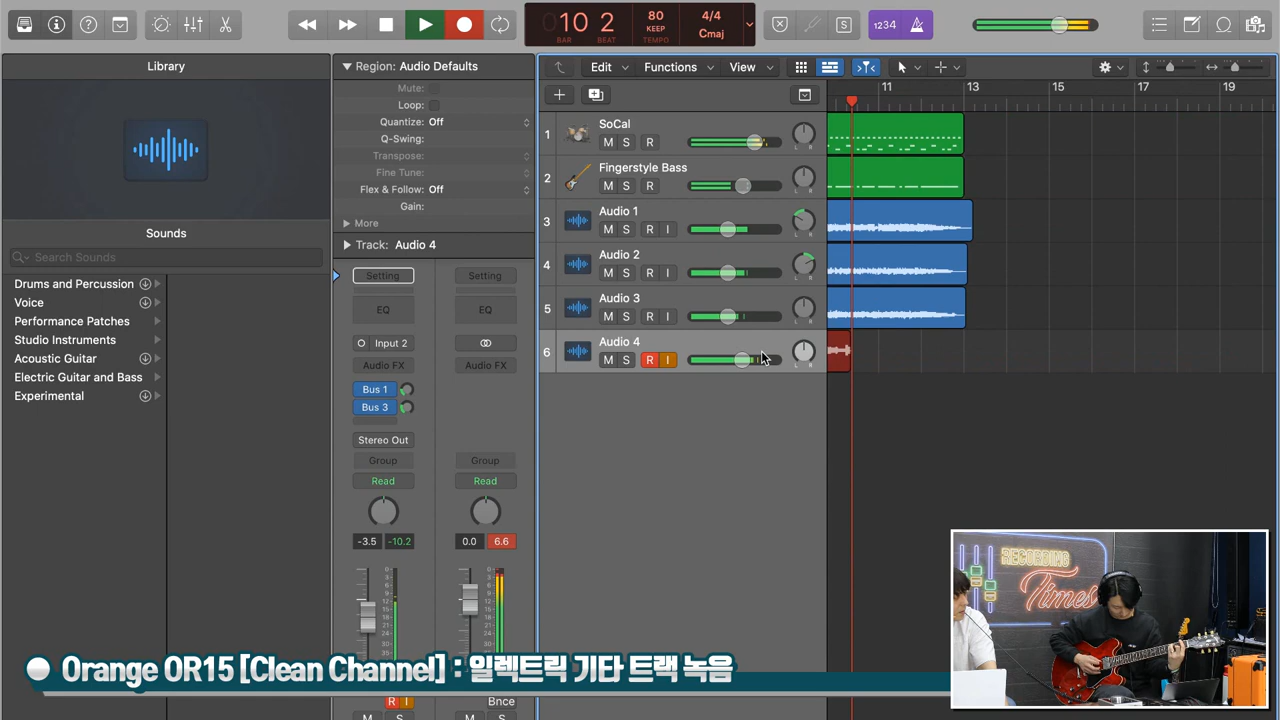 10 2
BAR BEAT
80
KEEP
TEMPO
4/4
Cmaj
S
1234
Library
Sounds
Search Sounds
Drums and Percussion
Voice
Performance Patches
Studio Instruments
Acoustic Guitar
Electric Guitar and Bass
Experimental
Region: Audio Defaults
Mute:
Loop:
Quantize: Off
Q-Swing:
Transpose:
Fine Tune:
Flex & Follow: Off
Gain:
More
Track: Audio 4
Setting Setting
EQ EQ
Input 2
Audio FX Audio FX
Bus 1
Bus 3
Stereo Out
Group Group
Read Read
-3.5 -10.2 0.0 6.6
R I Bnce
M S M
Edit Functions View
11 13 15 17 19
1 SoCal
M S R
2 Fingerstyle Bass
M S R
3 Audio 1
M S R I
4 Audio 2
M S R I
5 Audio 3
M S R I
6 Audio 4
M S R I
RECORDING
Times
Orange OR15 [Clean Channel] : 일렉트릭 기타 트랙 녹음